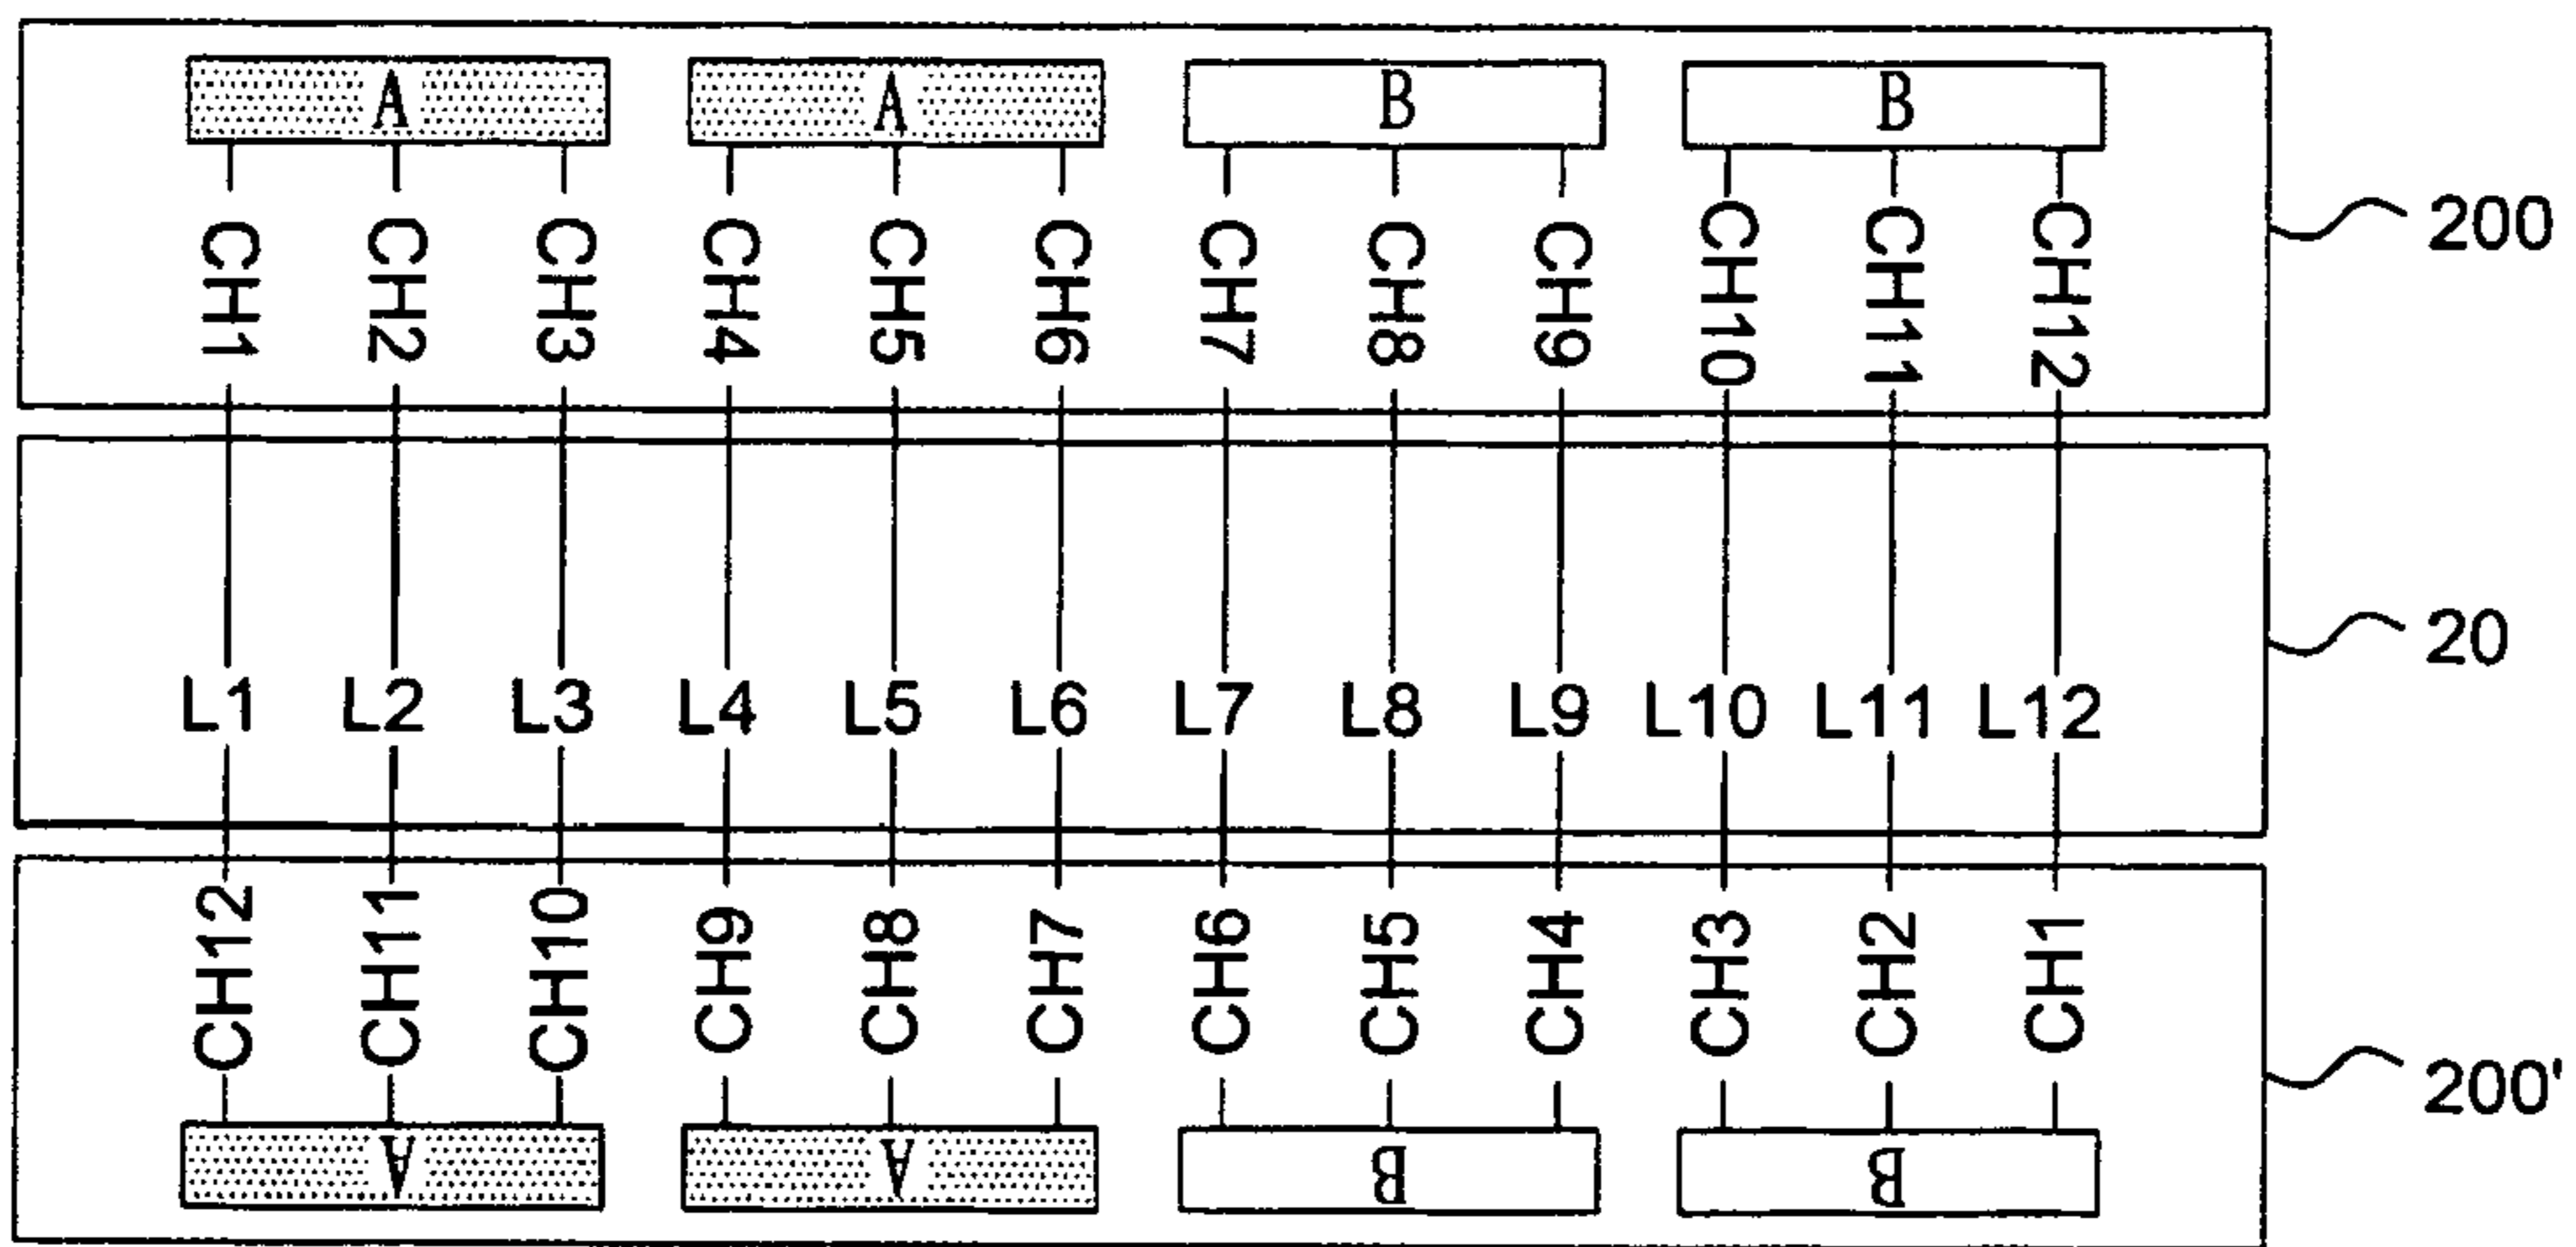 A A B B
CH1 CH2 CH3 CH4 CH5 CH6 CH7 CH8 CH9 CH10 CH11 CH12
200
L1 L2 L3 L4 L5 L6 L7 L8 L9 L10 L11 L12
20
CH12 CH11 CH10 CH9 CH8 CH7 CH6 CH5 CH4 CH3 CH2 CH1
200'
A A B B